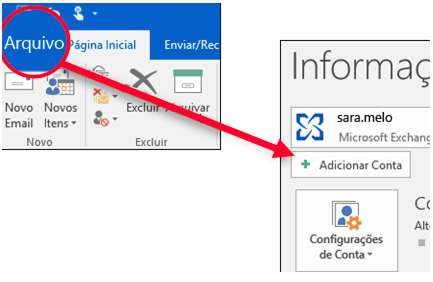 Arquivo Página Inicial Enviar/Rec
Novo Email
Novos Itens
Excluir
Arquivar
Novo
Excluir
Informaç
sara.melo
Microsoft Exchang
Adicionar Conta
Configurações
de Conta
Co
Alt